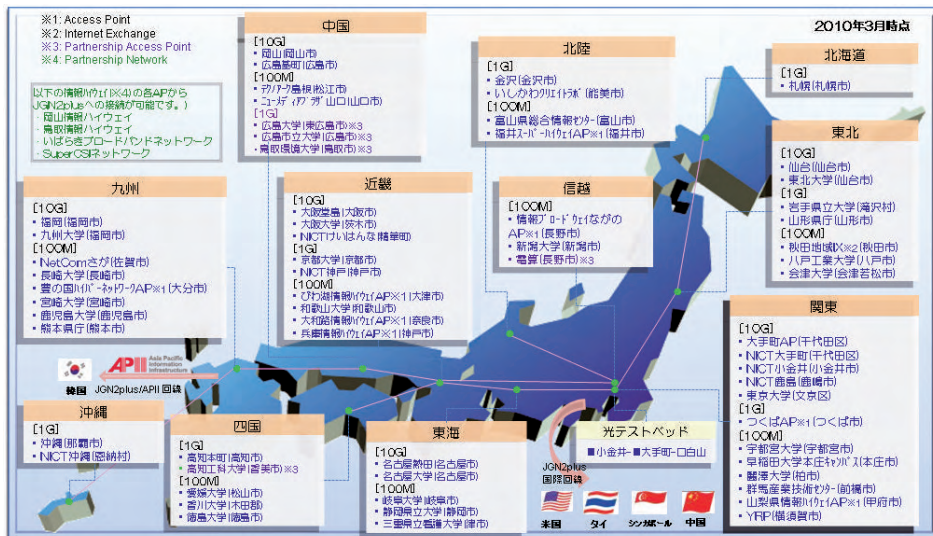 ※1: Access Point
※2: Internet Exchange
※3: Partnership Access Point
※4: Partnership Network
以下の情報ハイウェイ(※4)の各APから
JGN2plusへの接続が可能です。)
・岡山情報ハイウェイ
・鳥取情報ハイウェイ
・いばらきブロードバンドネットワーク
・SuperCSIネットワーク
2010年3月時点
中国
[10G]
・岡山(岡山市)
・広島基町(広島市)
[100M]
・テクノアーク島根(松江市)
・ニューメディアプラザ山口(山口市)
[1G]
・広島大学(東広島市)※3
・広島市立大学(広島市)※3
・鳥取環境大学(鳥取市)※3
北陸
[1G]
・金沢(金沢市)
・いしかわクリエイトラボ(能美市)
[100M]
・富山県総合情報センター(富山市)
・福井スーパーハイウェイAP※1(福井市)
北海道
[1G]
・札幌(札幌市)
東北
[10G]
・仙台(仙台市)
・東北大学(仙台市)
[1G]
・岩手県立大学(滝沢村)
・山形県庁(山形市)
[100M]
・秋田地域IX※2(秋田市)
・八戸工業大学(八戸市)
・会津大学(会津若松市)
九州
[10G]
・福岡(福岡市)
・九州大学(福岡市)
[100M]
・NetComさが(佐賀市)
・長崎大学(長崎市)
・豊の国ハイパーネットワークAP※1(大分市)
・宮崎大学(宮崎市)
・鹿児島大学(鹿児島市)
・熊本県庁(熊本市)
近畿
[10G]
・大阪堂島(大阪市)
・大阪大学(茨木市)
・NICTけいはんな(精華町)
[1G]
・京都大学(京都市)
・NICT神戸(神戸市)
[100M]
・びわ湖情報ハイウェイAP※1(大津市)
・和歌山大学(和歌山市)
・大和路情報ハイウェイAP※1(奈良市)
・兵庫情報ハイウェイAP※1(神戸市)
信越
[100M]
・情報ブロードウェイながの
AP※1(長野市)
・新潟大学(新潟市)
・電算(長野市)※3
関東
[10G]
・大手町AP(千代田区)
・NICT大手町(千代田区)
・NICT小金井(小金井市)
・NICT鹿島(鹿嶋市)
・東京大学(文京区)
[1G]
・つくばAP※1(つくば市)
[100M]
・宇都宮大学(宇都宮市)
・早稲田大学本庄キャンパス(本庄市)
・麗澤大学(柏市)
・群馬産業技術センター(前橋市)
・山梨県情報ハイウェイAP※1(甲府市)
・YRP(横須賀市)
韓国
APII
Asia Pacific
Information
Infrastructure
JGN2plus/APII 回線
沖縄
[1G]
・沖縄(那覇市)
・NICT沖縄(恩納村)
四国
[1G]
・高知本町(高知市)
・高知工科大学(香美市)※3
[100M]
・愛媛大学(松山市)
・香川大学(木田郡)
・徳島大学(徳島市)
東海
[10G]
・名古屋熱田(名古屋市)
・名古屋大学(名古屋市)
[100M]
・岐阜大学(岐阜市)
・静岡県立大学(静岡市)
・三重県立看護大学(津市)
光テストベッド
■小金井-■大手町-口白山
JGN2plus
国際回線
米国
タイ
シンガポール
中国